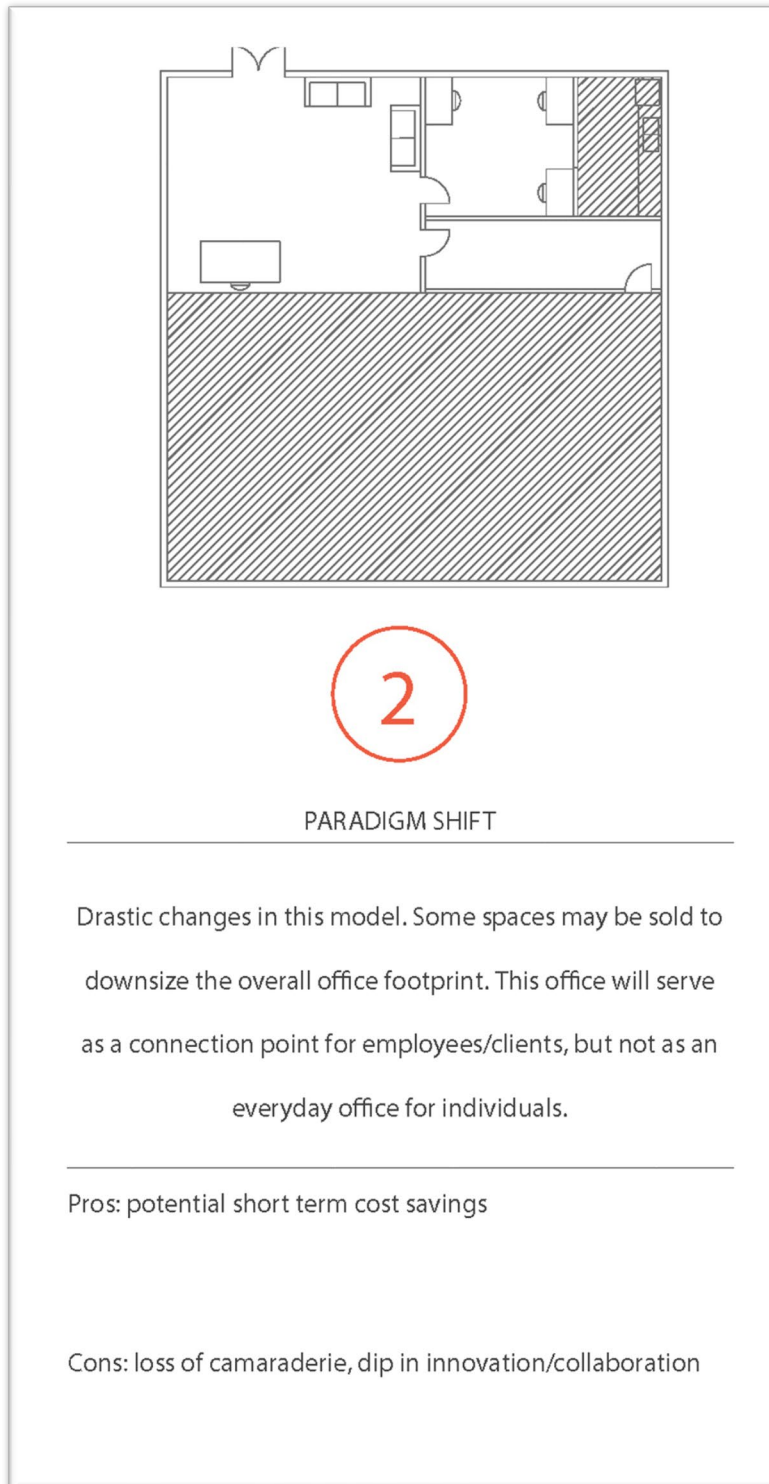 2
PARADIGM SHIFT
Drastic changes in this model. Some spaces may be sold to
downsize the overall office footprint. This office will serve
as a connection point for employees/clients, but not as an
everyday office for individuals.
Pros: potential short term cost savings
Cons: loss of camaraderie, dip in innovation/collaboration